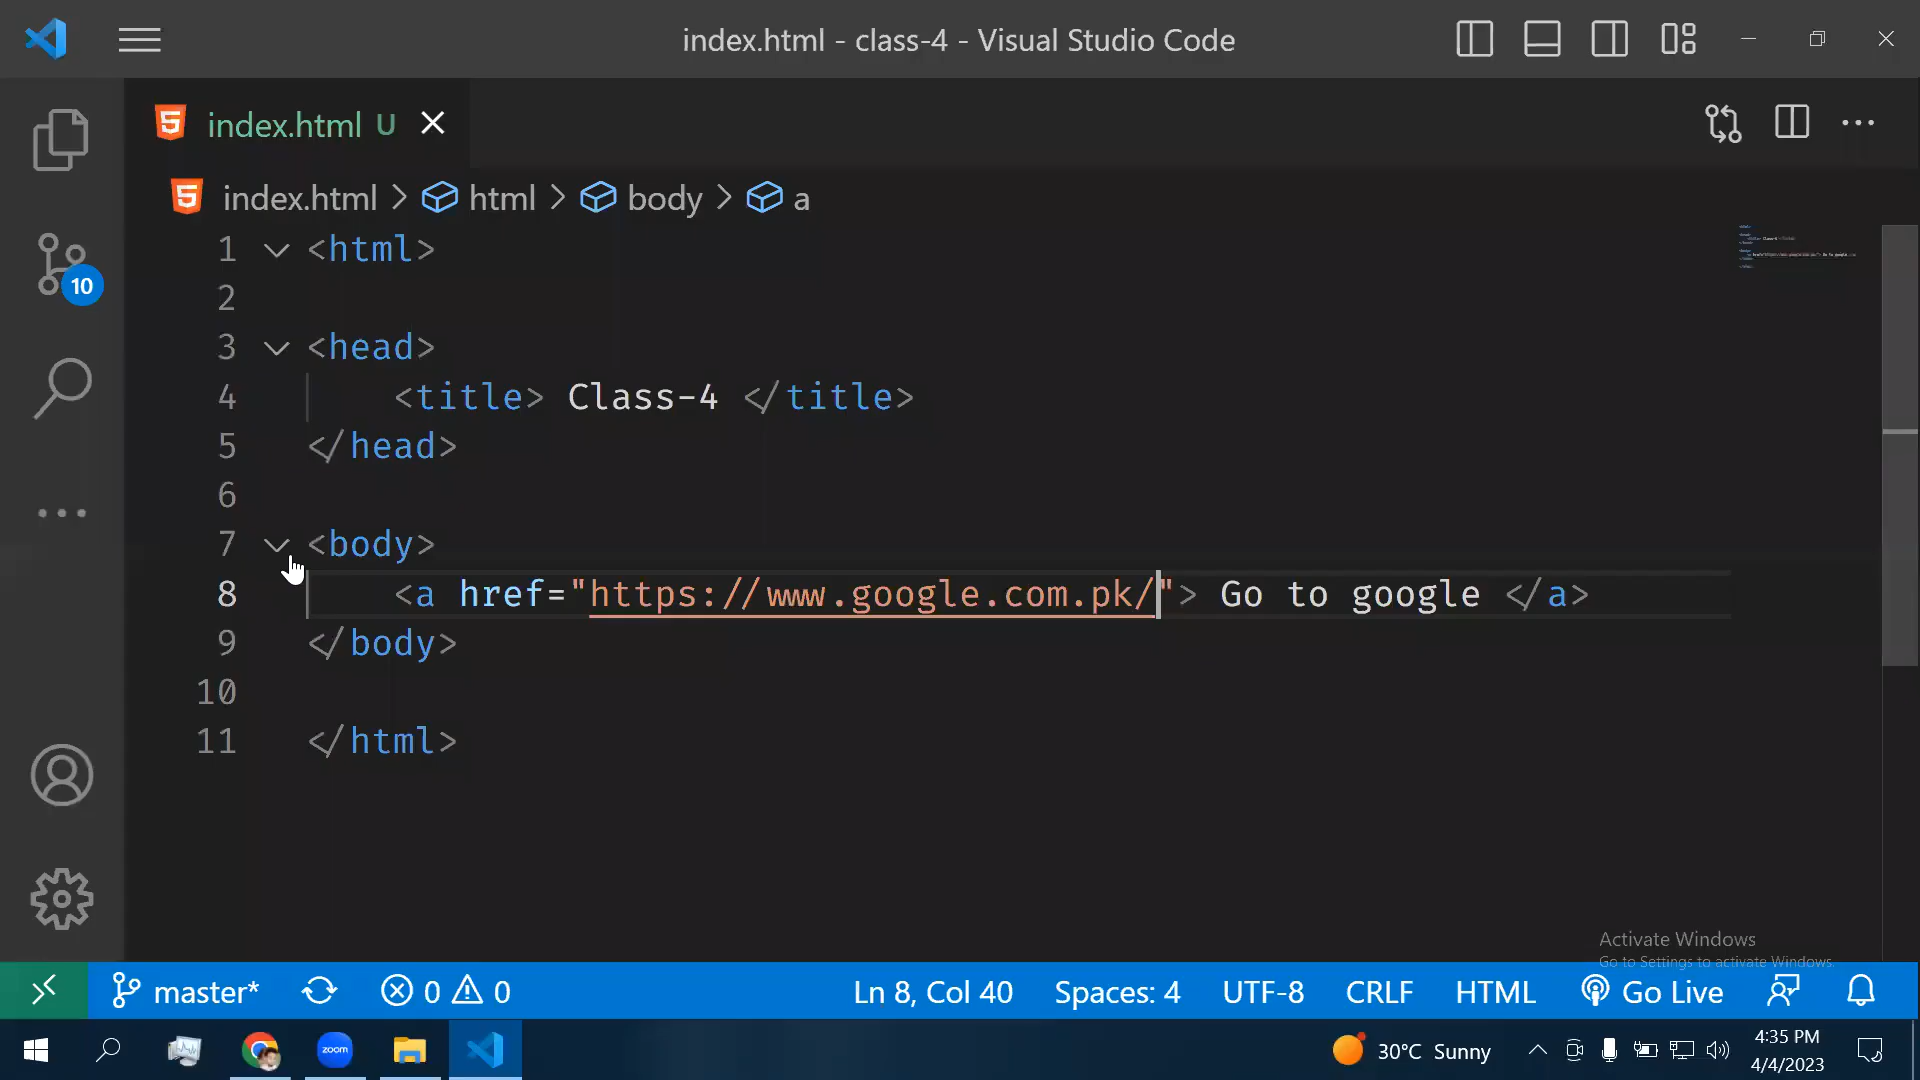 index.html - class-4 - Visual Studio Code
index.html U
index.html > html > body > a
1 <html>
2
3 <head>
4 <title> Class-4 </title>
5 </head>
6
7 <body>
8 <a href="https://www.google.com.pk/"> Go to google </a>
9 </body>
10
11 </html>
10
Activate Windows
Go to Settings to activate Windows.
master* 0 0 Ln 8, Col 40 Spaces: 4 UTF-8 CRLF HTML Go Live
zoom 30°C Sunny 4:35 PM
4/4/2023